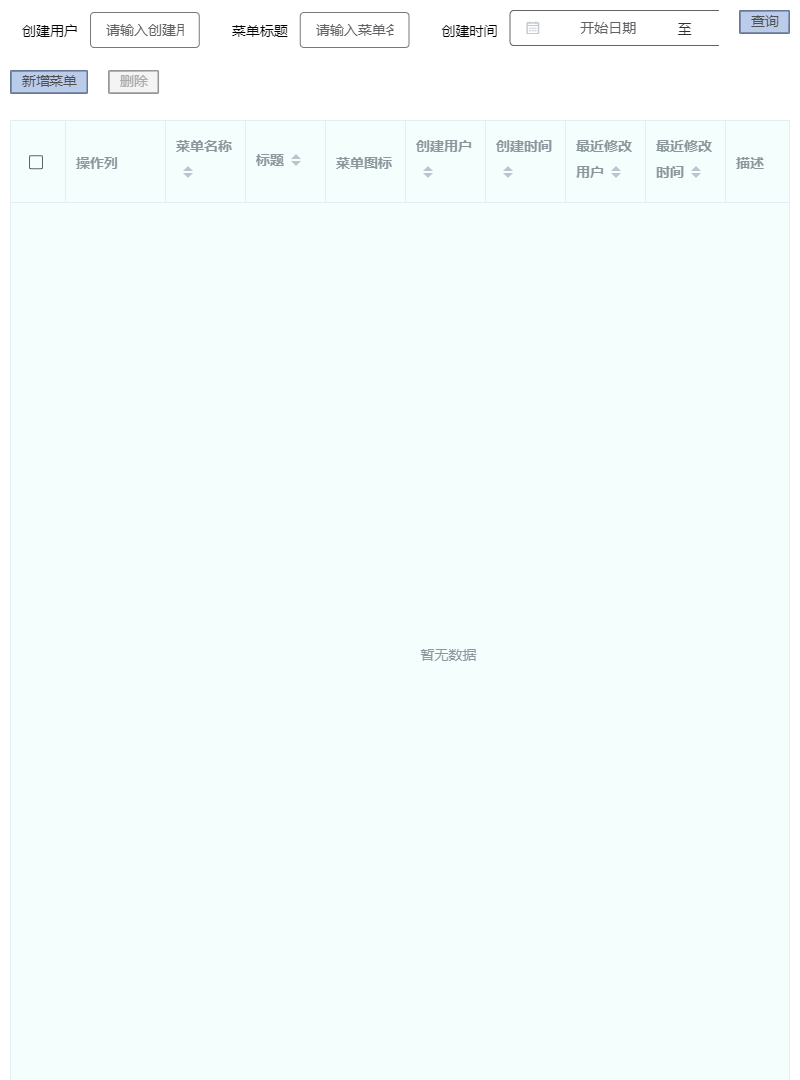 创建用户 请输入创建用 菜单标题 请输入菜单 创建时间 开始日期 至 查询
新增菜单 删除
操作列 菜单名称 标题 菜单图标 创建用户 创建时间 最近修改用户 最近修改时间 描述
暂无数据